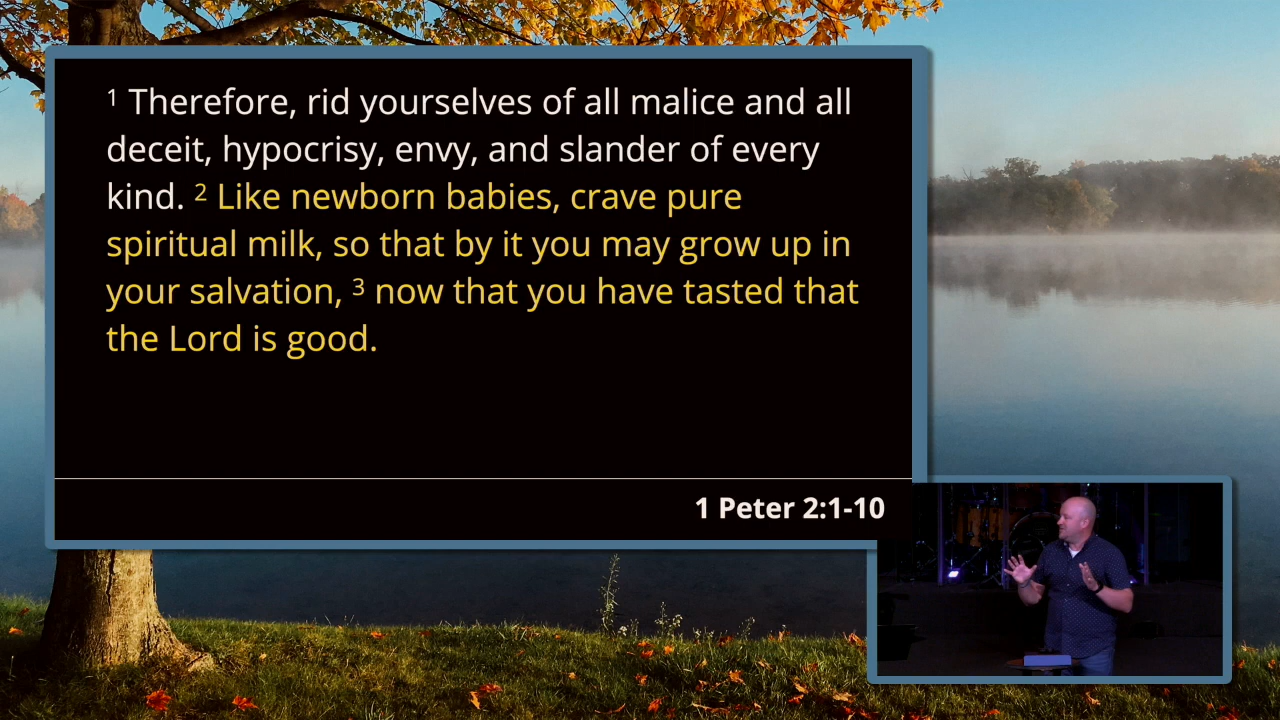 1 Therefore, rid yourselves of all malice and all
deceit, hypocrisy, envy, and slander of every
kind. 2 Like newborn babies, crave pure
spiritual milk, so that by it you may grow up in
your salvation, 3 now that you have tasted that
the Lord is good.
1 Peter 2:1-10